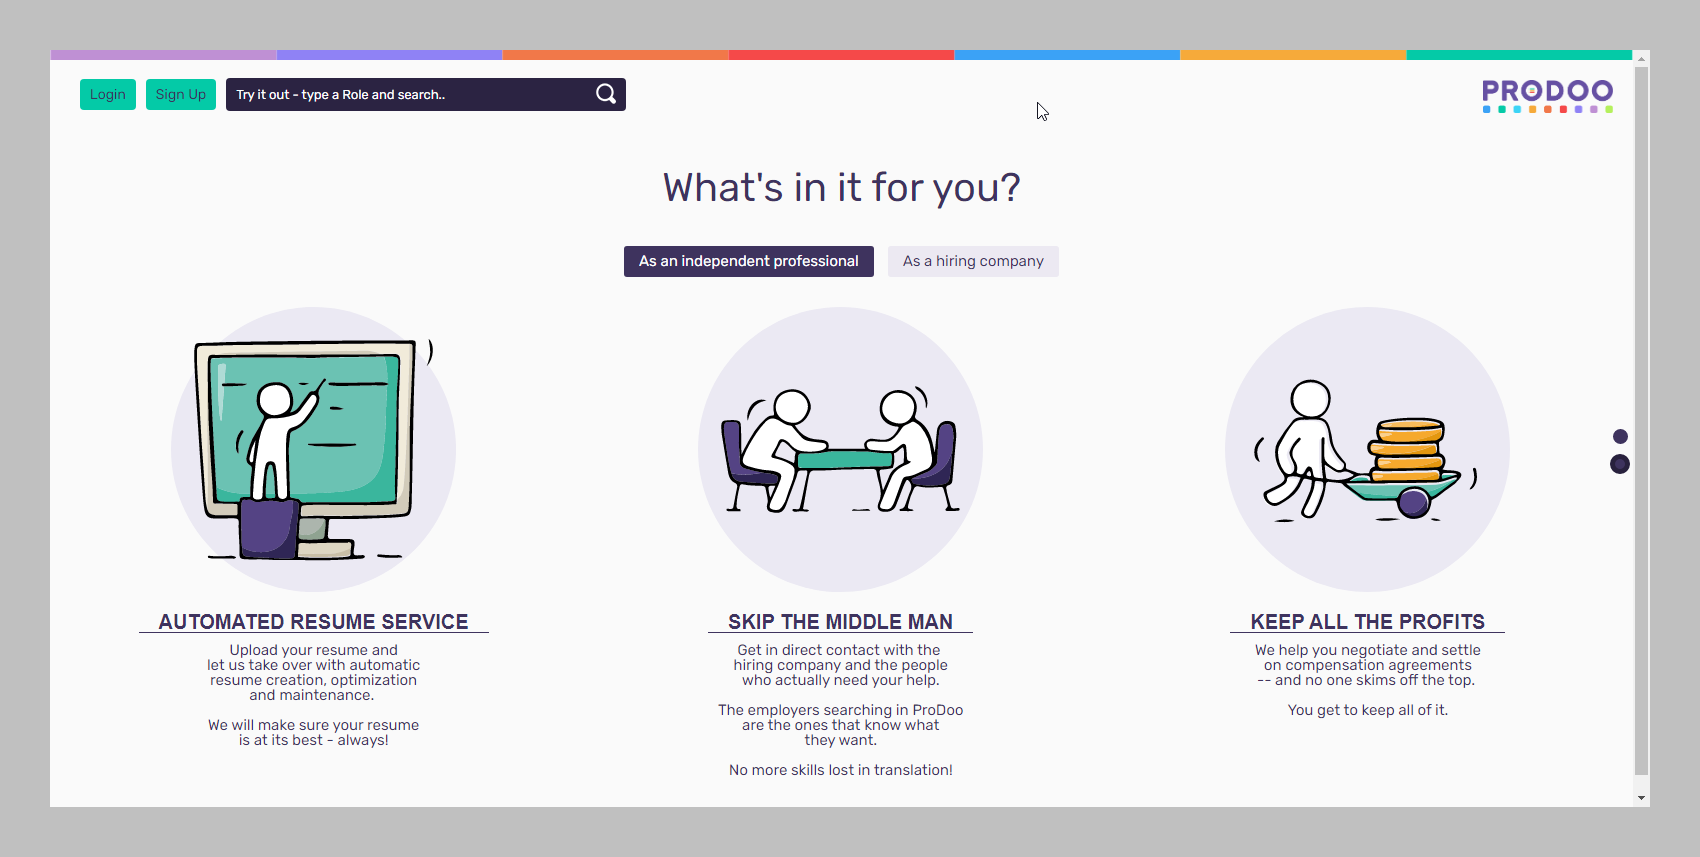 Login
Sign Up
Try it out - type a Role and search..
PRODOO
What's in it for you?
As an independent professional
As a hiring company
AUTOMATED RESUME SERVICE
Upload your resume and
let us take over with automatic
resume creation, optimization
and maintenance.
We will make sure your resume
is at its best - always!
SKIP THE MIDDLE MAN
Get in direct contact with the
hiring company and the people
who actually need your help.
The employers searching in ProDoo
are the ones that know what
they want.
No more skills lost in translation!
KEEP ALL THE PROFITS
We help you negotiate and settle
on compensation agreements
-- and no one skims off the top.
You get to keep all of it.